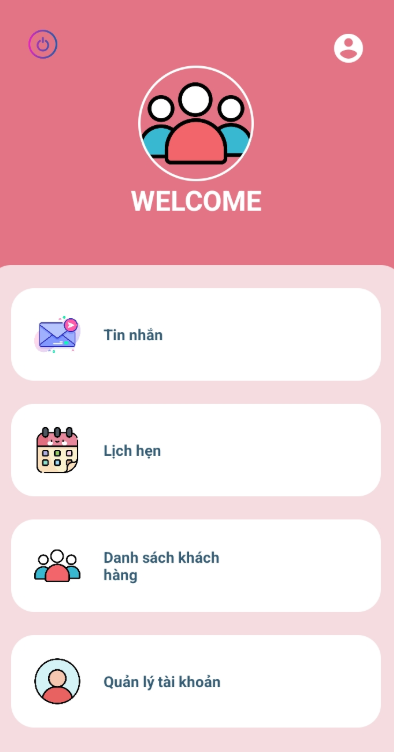 WELCOME
Tin nhắn
Lịch hẹn
Danh sách khách
hàng
Quản lý tài khoản